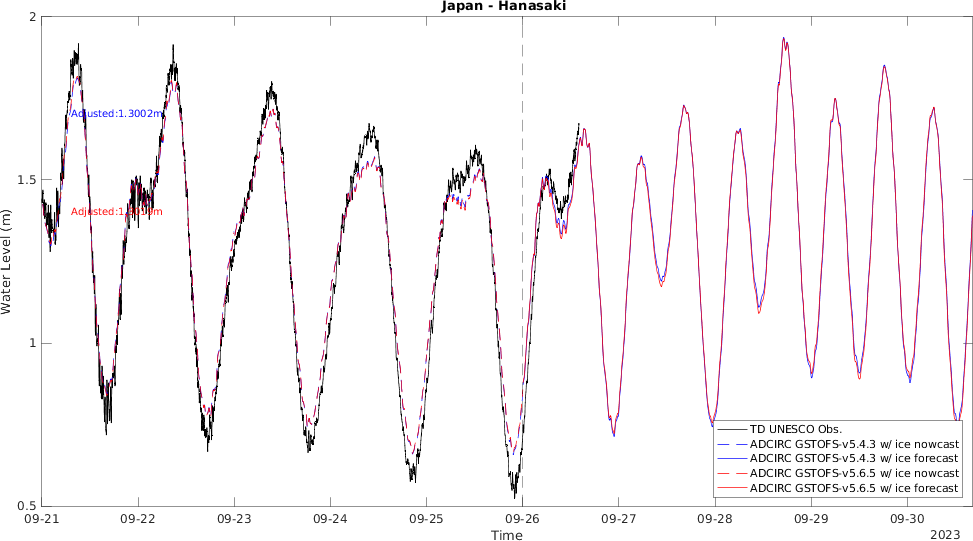 Japan - Hanasaki
2
1.5
1
0.5
Water Level (m)
Adjusted:1.3002m
09-21
09-22
09-23
09-24
09-25
09-26
09-27
09-28
09-29
09-30
Time
2023
TD UNESCO Obs.
ADCIRC GSTOFS-v5.4.3 w/ ice nowcast
ADCIRC GSTOFS-v5.4.3 w/ ice forecast
ADCIRC GSTOFS-v5.6.5 w/ ice nowcast
ADCIRC GSTOFS-v5.6.5 w/ ice forecast